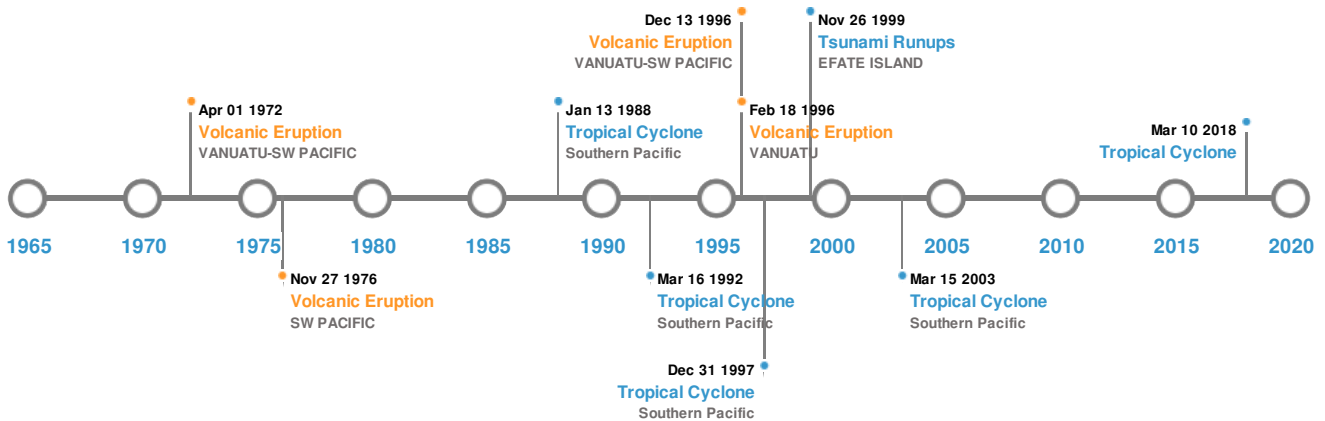 Dec 13 1996
Volcanic Eruption
VANUATU-SW PACIFIC
Nov 26 1999
Tsunami Runups
EFATE ISLAND
Apr 01 1972
Volcanic Eruption
VANUATU-SW PACIFIC
Jan 13 1988
Tropical Cyclone
Southern Pacific
Feb 18 1996
Volcanic Eruption
VANUATU
Mar 10 2018
Tropical Cyclone
1965 1970 1975 1980 1985 1990 1995 2000 2005 2010 2015 2020
Nov 27 1976
Volcanic Eruption
SW PACIFIC
Mar 16 1992
Tropical Cyclone
Southern Pacific
Mar 15 2003
Tropical Cyclone
Southern Pacific
Dec 31 1997
Tropical Cyclone
Southern Pacific